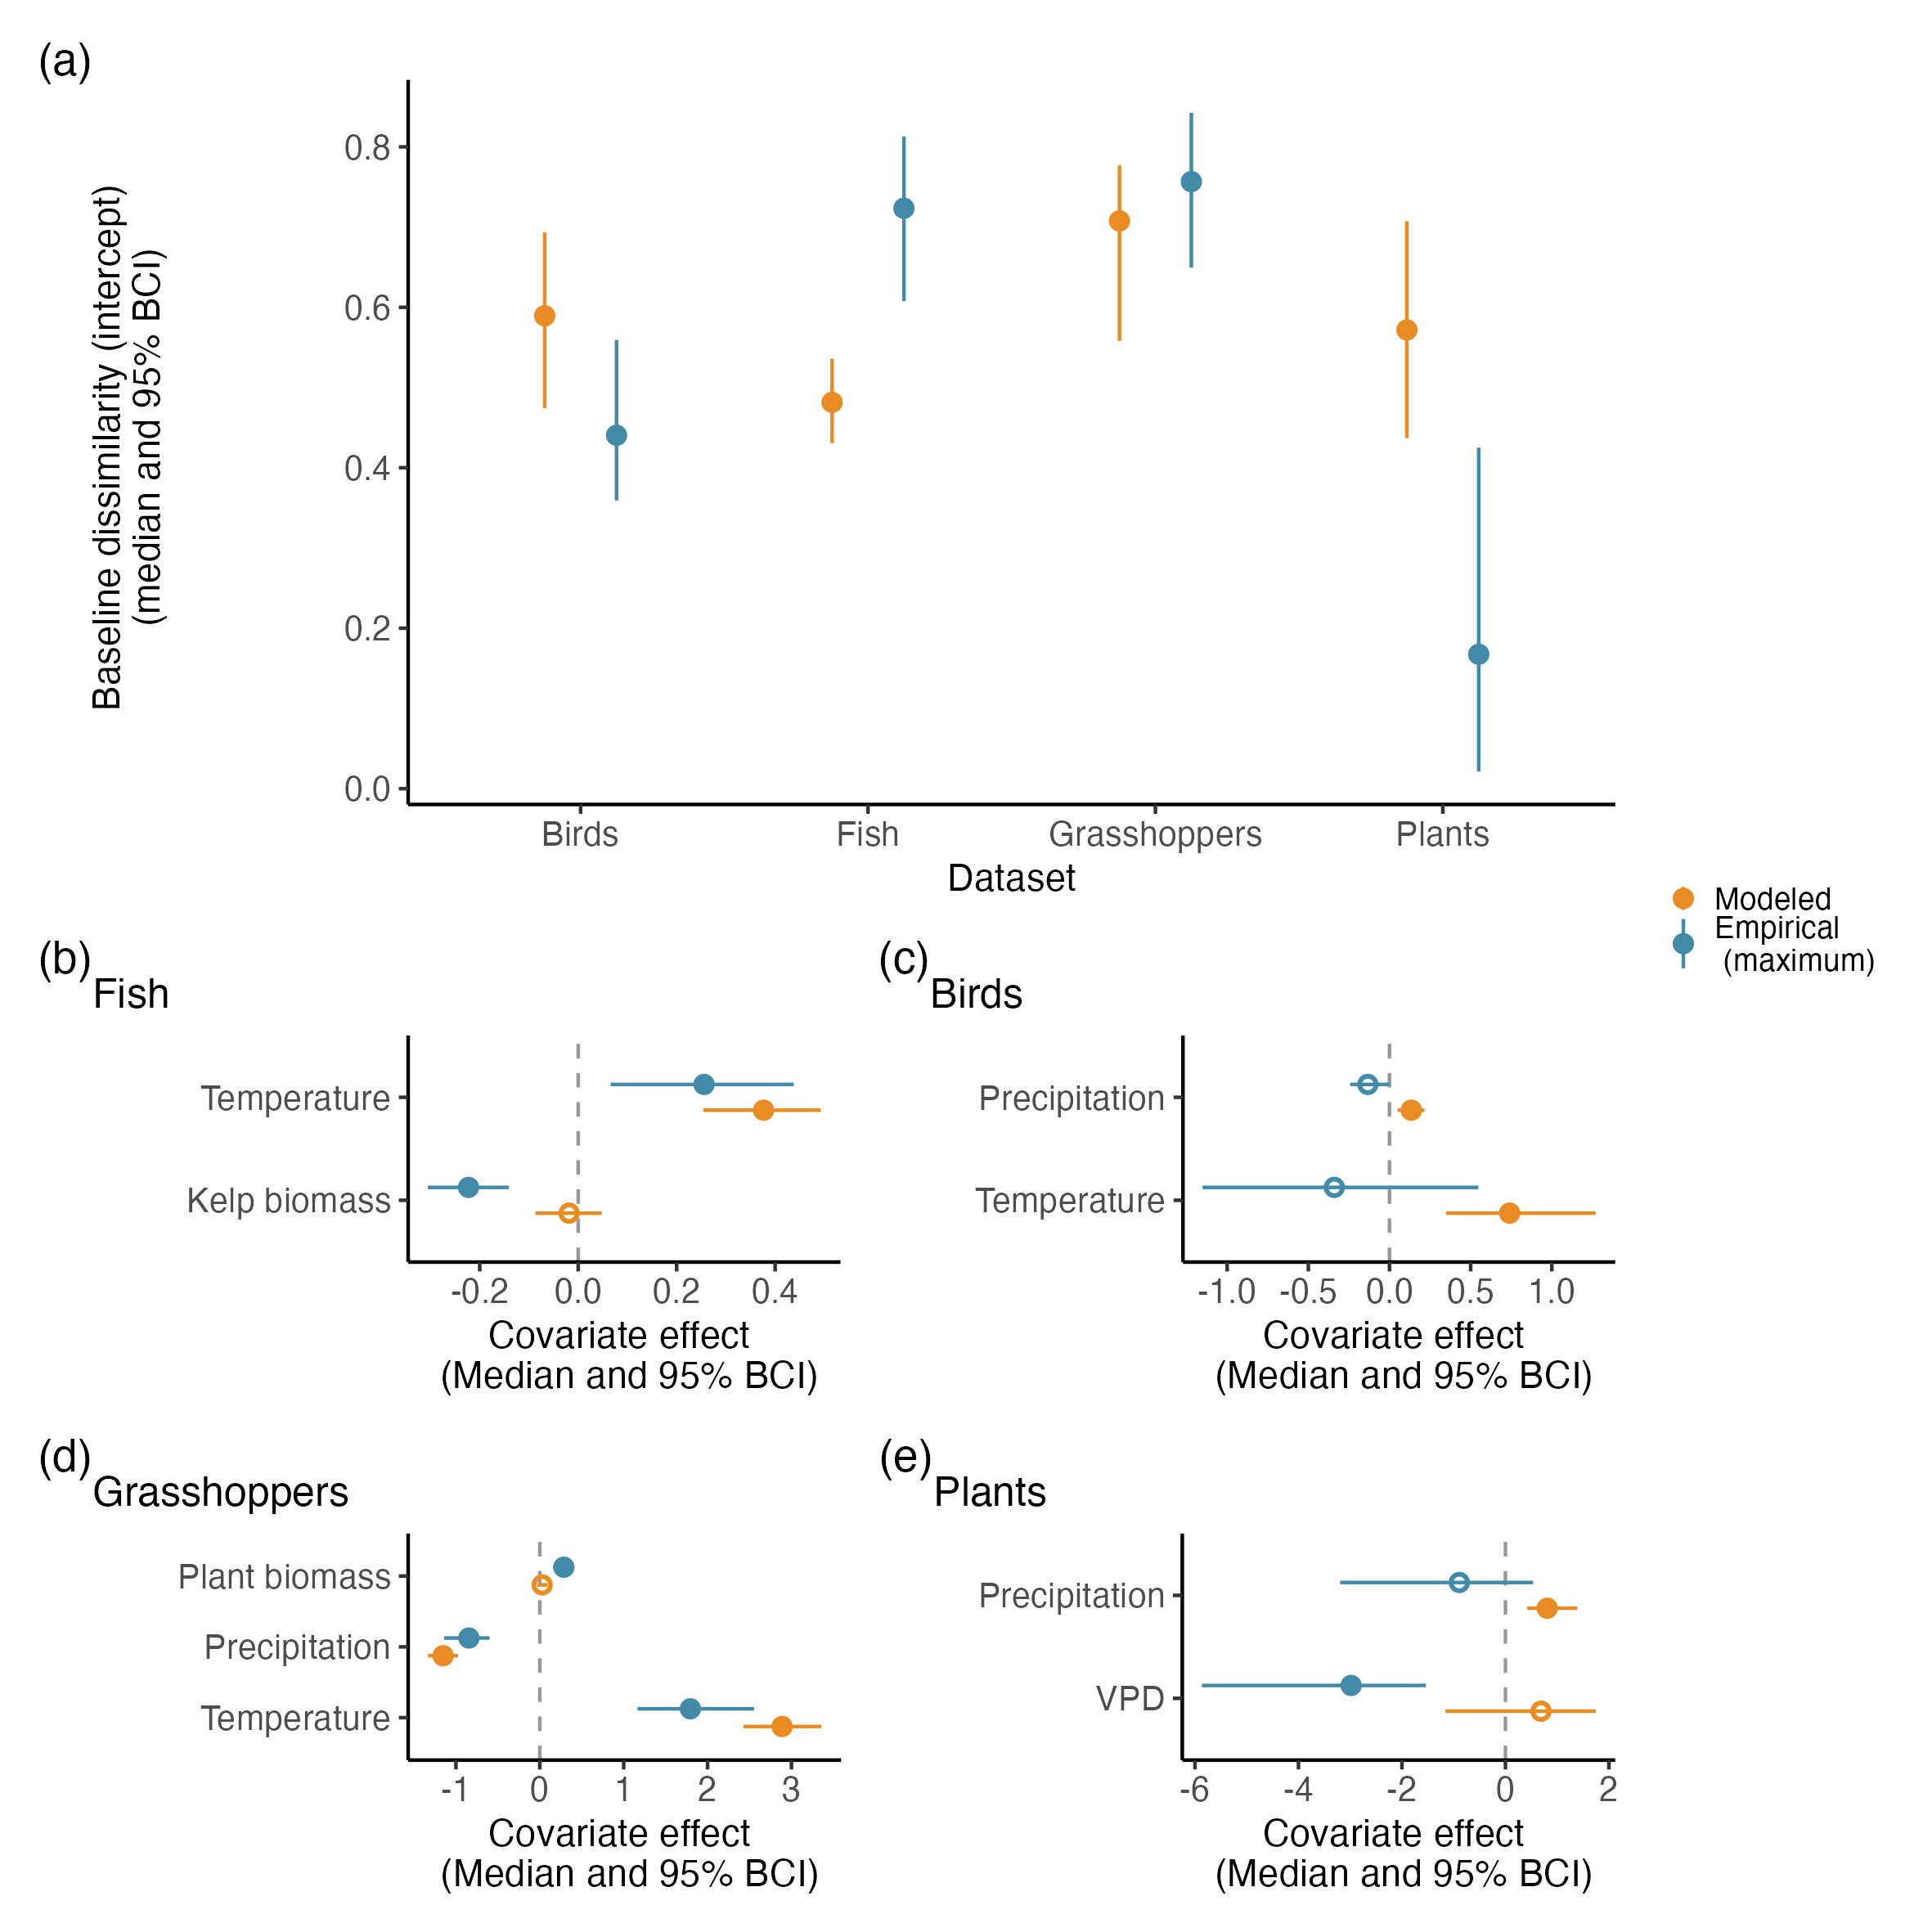 (a)
Baseline dissimilarity (intercept)
(median and 95% BCI)
0.8
0.6
0.4
0.2
0.0
Birds
Fish
Grasshoppers
Plants
Dataset
Modeled
Empirical
(maximum)
(b)
Fish
Temperature
Kelp biomass
-0.2
0.0
0.2
0.4
Covariate effect
(Median and 95% BCI)
(c)
Birds
Precipitation
Temperature
-1.0
-0.5
0.0
0.5
1.0
Covariate effect
(Median and 95% BCI)
(d)
Grasshoppers
Plant biomass
Precipitation
Temperature
-1
0
1
2
3
Covariate effect
(Median and 95% BCI)
(e)
Plants
Precipitation
VPD
-6
-4
-2
0
2
Covariate effect
(Median and 95% BCI)